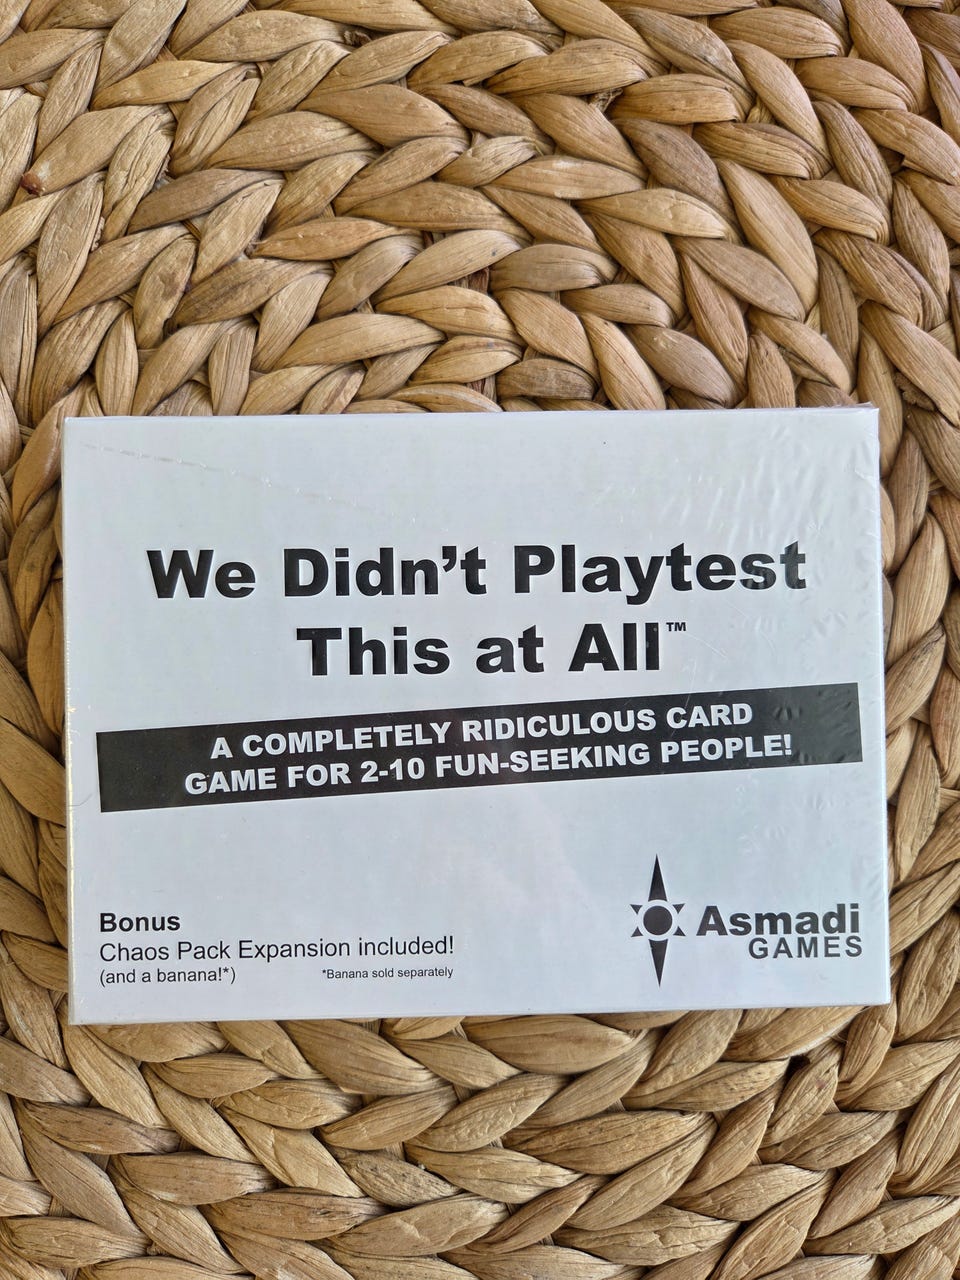 We Didn't Playtest
This at All™
A COMPLETELY RIDICULOUS CARD
GAME FOR 2-10 FUN-SEEKING PEOPLE!
Bonus
Chaos Pack Expansion included!
(and a banana!*)
*Banana sold separately
Asmadi
GAMES